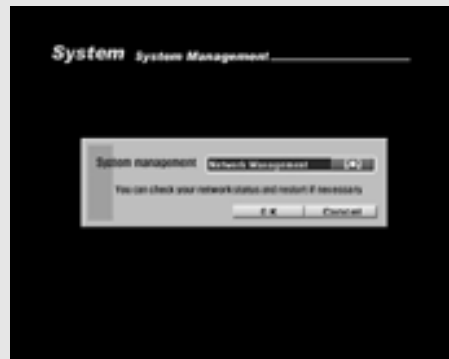 System System Management
System management Network Management
You can check your network status and restart if necessary
O K Cancel